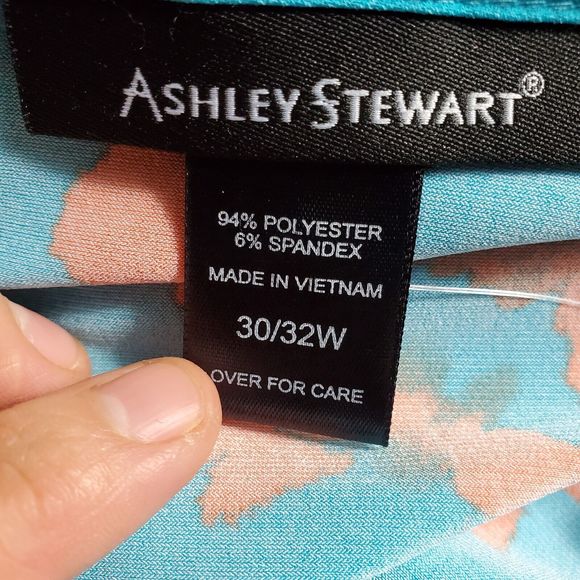 ASHLEY STEWART®
94% POLYESTER
6% SPANDEX
MADE IN VIETNAM
30/32W
OVER FOR CARE